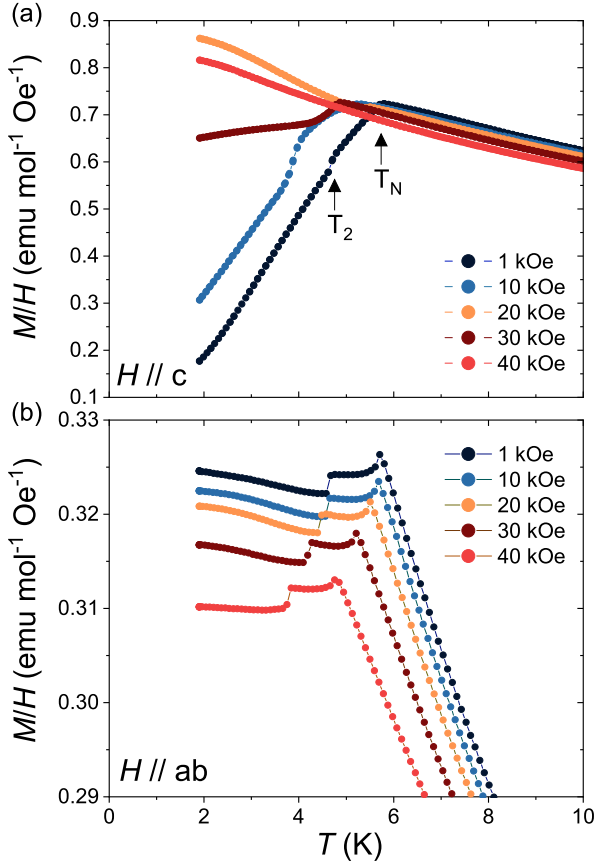 (a)
0.9
0.8
0.7
0.6
0.5
0.4
0.3
0.2
0.1
M/H (emu mol⁻¹ Oe⁻¹)
T₂
T_N
1 kOe
10 kOe
20 kOe
30 kOe
40 kOe
H // c
(b)
0.33
0.32
0.31
0.30
0.29
M/H (emu mol⁻¹ Oe⁻¹)
1 kOe
10 kOe
20 kOe
30 kOe
40 kOe
H // ab
0 2 4 6 8 10
T (K)